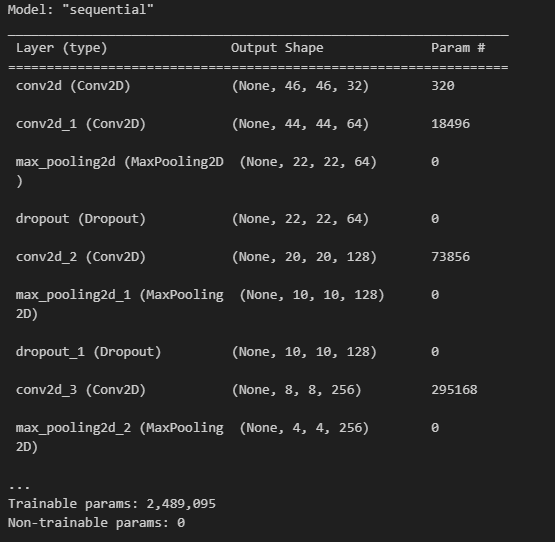 Model: "sequential"
_________________________________________________________________
Layer (type)                Output Shape              Param #
=================================================================
conv2d (Conv2D)             (None, 46, 46, 32)        320
conv2d_1 (Conv2D)           (None, 44, 44, 64)        18496
max_pooling2d (MaxPooling2D  (None, 22, 22, 64)       0
)
dropout (Dropout)           (None, 22, 22, 64)        0
conv2d_2 (Conv2D)           (None, 20, 20, 128)       73856
max_pooling2d_1 (MaxPooling  (None, 10, 10, 128)      0
2D)
dropout_1 (Dropout)         (None, 10, 10, 128)       0
conv2d_3 (Conv2D)           (None, 8, 8, 256)         295168
max_pooling2d_2 (MaxPooling  (None, 4, 4, 256)        0
2D)
...
Trainable params: 2,489,095
Non-trainable params: 0